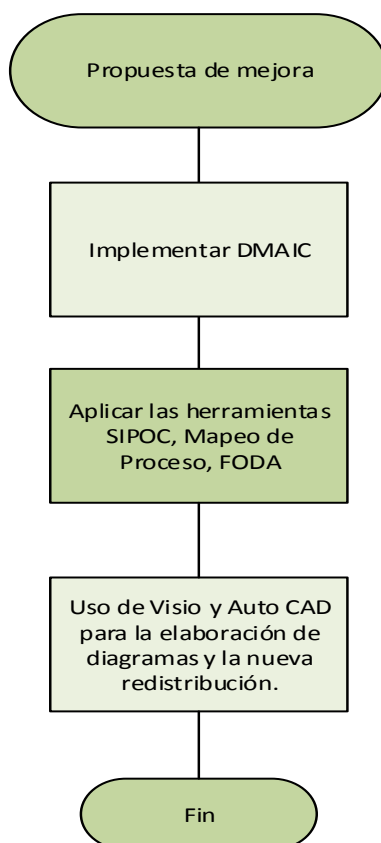 Propuesta de mejora
Implementar DMAIC
Aplicar las herramientas
SIPOC, Mapeo de
Proceso, FODA
Uso de Visio y Auto CAD
para la elaboración de
diagramas y la nueva
redistribución.
Fin